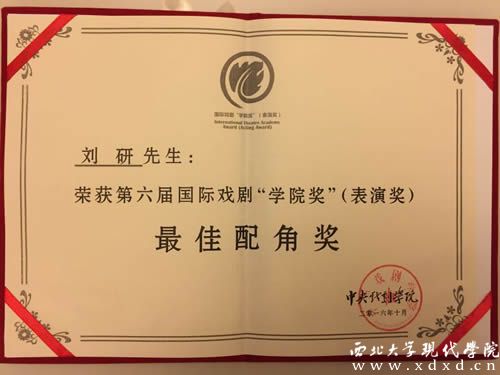 国际戏剧“学院奖”（表演奖）
International Theatre Academy
Award (Acting Award)
刘 研 先生：
荣获第六届国际戏剧“学院奖”（表演奖）
最佳配角奖
中央戏剧学院
二零一六年十月
西北大学现代学院
www.xdxd.cn